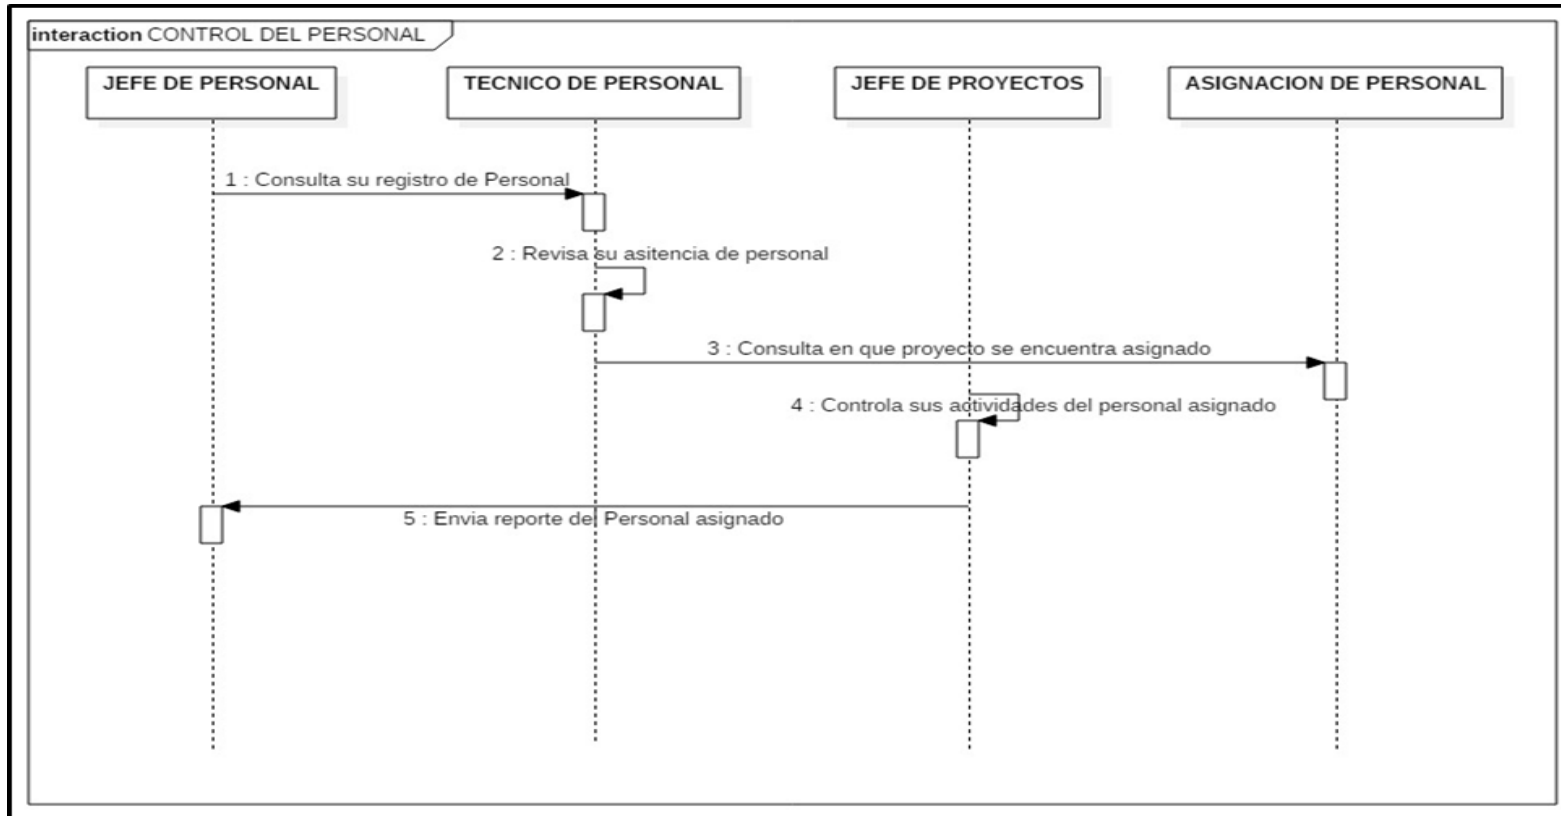 interaction CONTROL DEL PERSONAL
JEFE DE PERSONAL
TECNICO DE PERSONAL
JEFE DE PROYECTOS
ASIGNACION DE PERSONAL
1 : Consulta su registro de Personal
2 : Revisa su asitencia de personal
3 : Consulta en que proyecto se encuentra asignado
4 : Controla sus actividades del personal asignado
5 : Envia reporte del Personal asignado